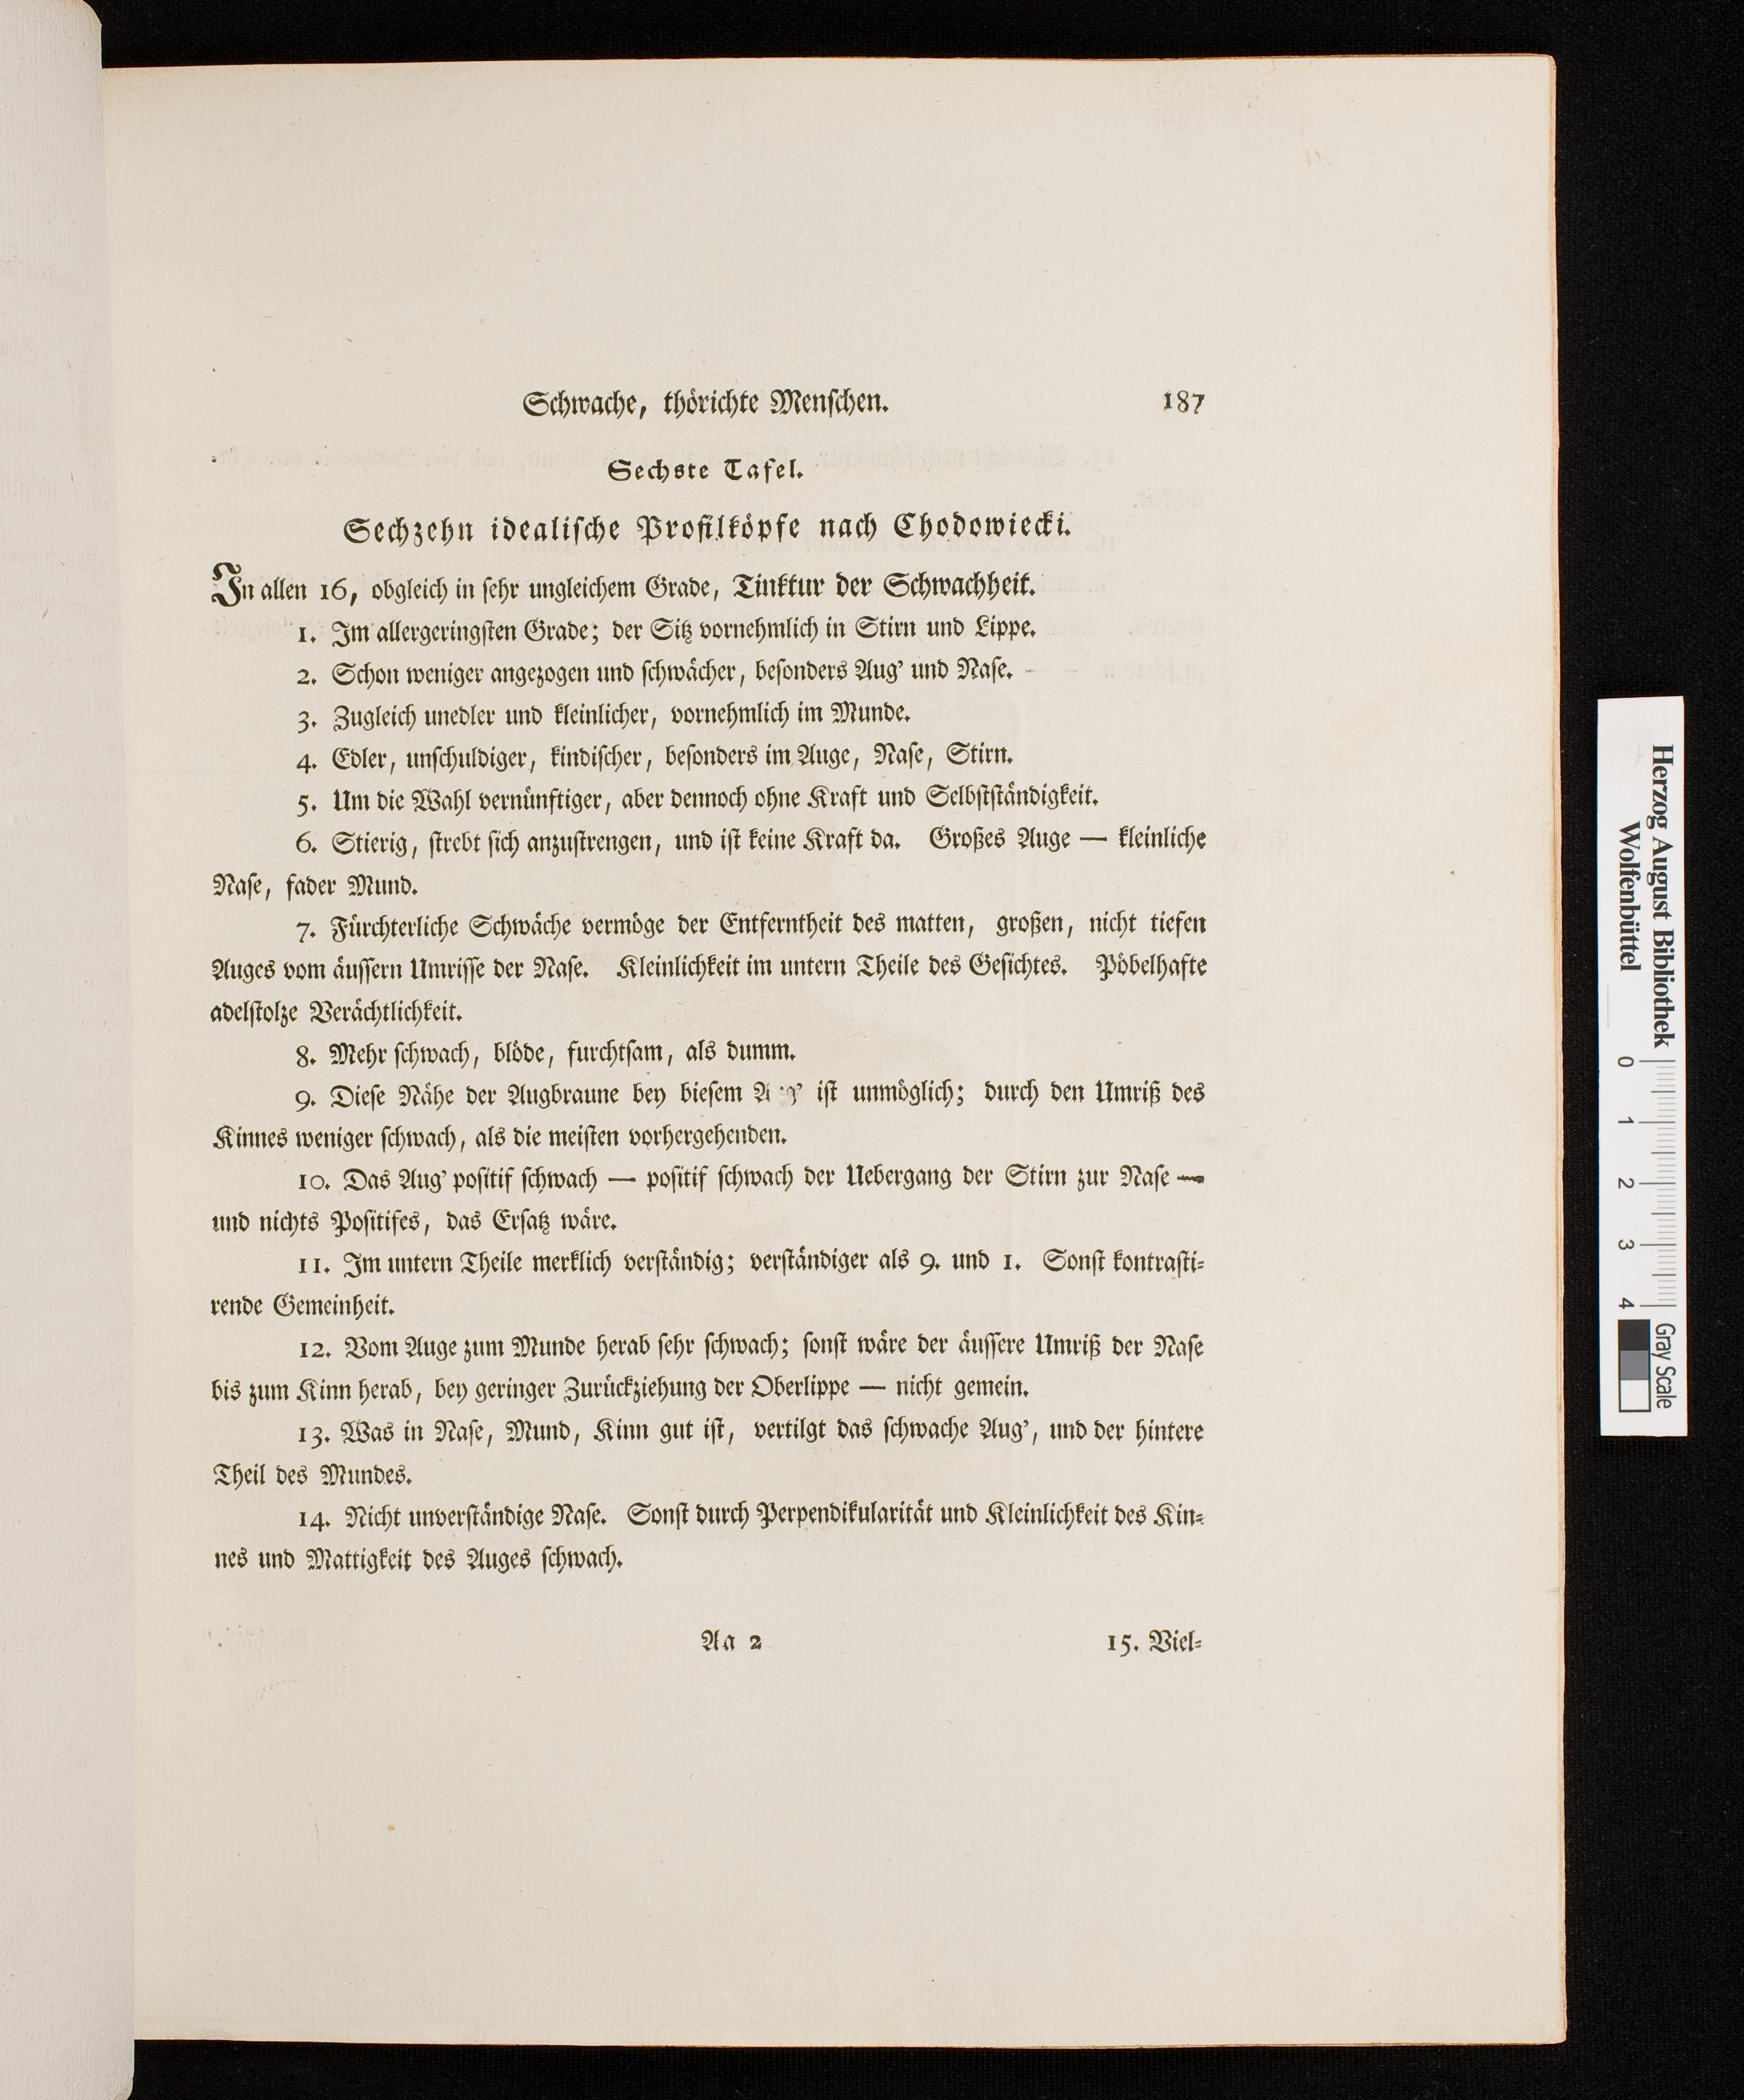 Schwache, thörichte Menſchen. 187
Sechste Tafel.
Sechzehn idealiſche Profilköpfe nach Chodowiecki.
In allen 16, obgleich in ſehr ungleichem Grade, Tinktur der Schwachheit.
1. Im allergeringſten Grade; der Sitz vornehmlich in Stirn und Lippe.
2. Schon weniger angezogen und ſchwächer, beſonders Aug' und Naſe.
3. Zugleich unedler und kleinlicher, vornehmlich im Munde.
4. Edler, unſchuldiger, kindiſcher, beſonders im Auge, Naſe, Stirn.
5. Um die Wahl vernünftiger, aber dennoch ohne Kraft und Selbſtſtändigkeit.
6. Stierig, ſtrebt ſich anzuſtrengen, und iſt keine Kraft da. Großes Auge — kleinliche
Naſe, fader Mund.
7. Fürchterliche Schwäche vermöge der Entferntheit des matten, großen, nicht tiefen
Auges vom äuſſern Umriſſe der Naſe. Kleinlichkeit im untern Theile des Geſichtes. Pöbelhafte
adelſtolze Verächtlichkeit.
8. Mehr ſchwach, blöde, furchtſam, als dumm.
9. Dieſe Nähe der Augbraune bey bieſem iſt unmöglich; durch den Umriß des
Kinnes weniger ſchwach, als die meiſten vorhergehenden.
10. Das Aug' poſitif ſchwach — poſitif ſchwach der Uebergang der Stirn zur Naſe —
und nichts Poſitifes, das Erſatz wäre.
11. Im untern Theile merklich verſtändig; verſtändiger als 9. und 1. Sonſt kontraſti-
rende Gemeinheit.
12. Vom Auge zum Munde herab ſehr ſchwach; ſonſt wäre der äuſſere Umriß der Naſe
bis zum Kinn herab, bey geringer Zurückziehung der Oberlippe — nicht gemein.
13. Was in Naſe, Mund, Kinn gut iſt, vertilgt das ſchwache Aug', und der hintere
Theil des Mundes.
14. Nicht unverſtändige Naſe. Sonſt durch Perpendikularität und Kleinlichkeit des Kin-
nes und Mattigkeit des Auges ſchwach.
Aa 2 15. Viel-
Herzog August Bibliothek
Wolfenbüttel
0 1 2 3 4
Gray Scale